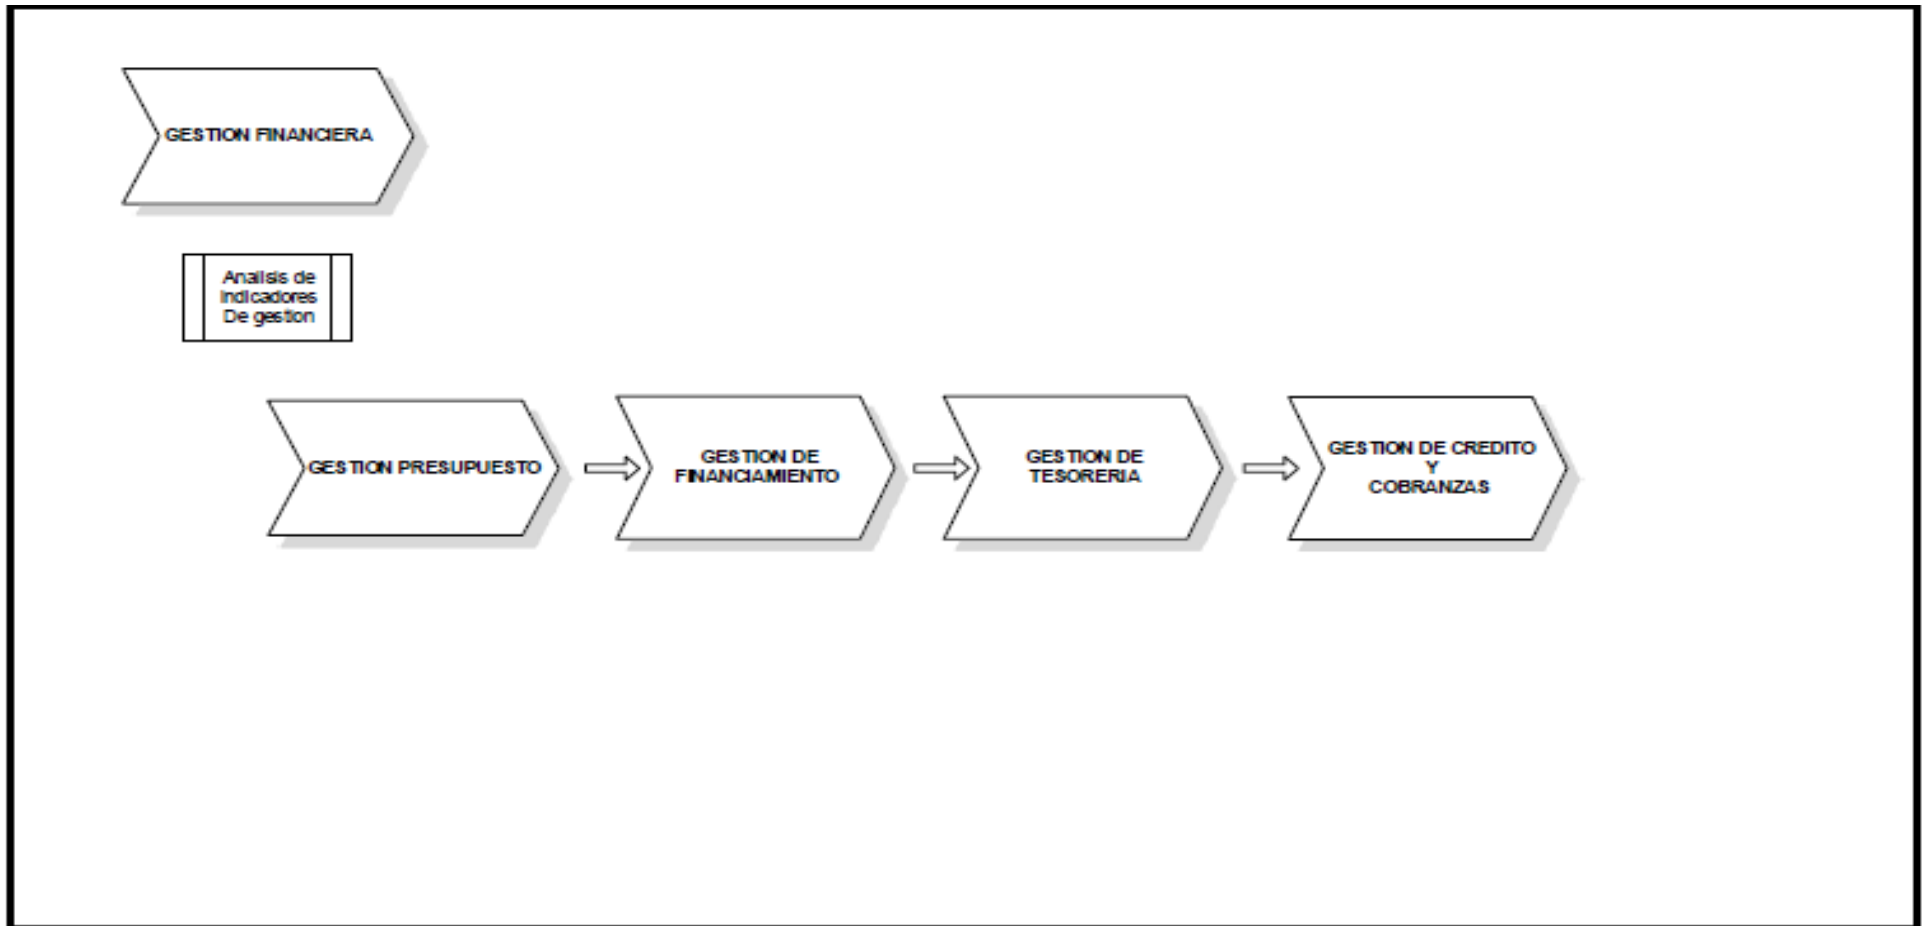 GESTION FINANCIERA
Analisis de
Indicadores
De gestion
GESTION PRESUPUESTO
GESTION DE
FINANCIAMIENTO
GESTION DE
TESORERIA
GESTION DE CREDITO
Y
COBRANZAS